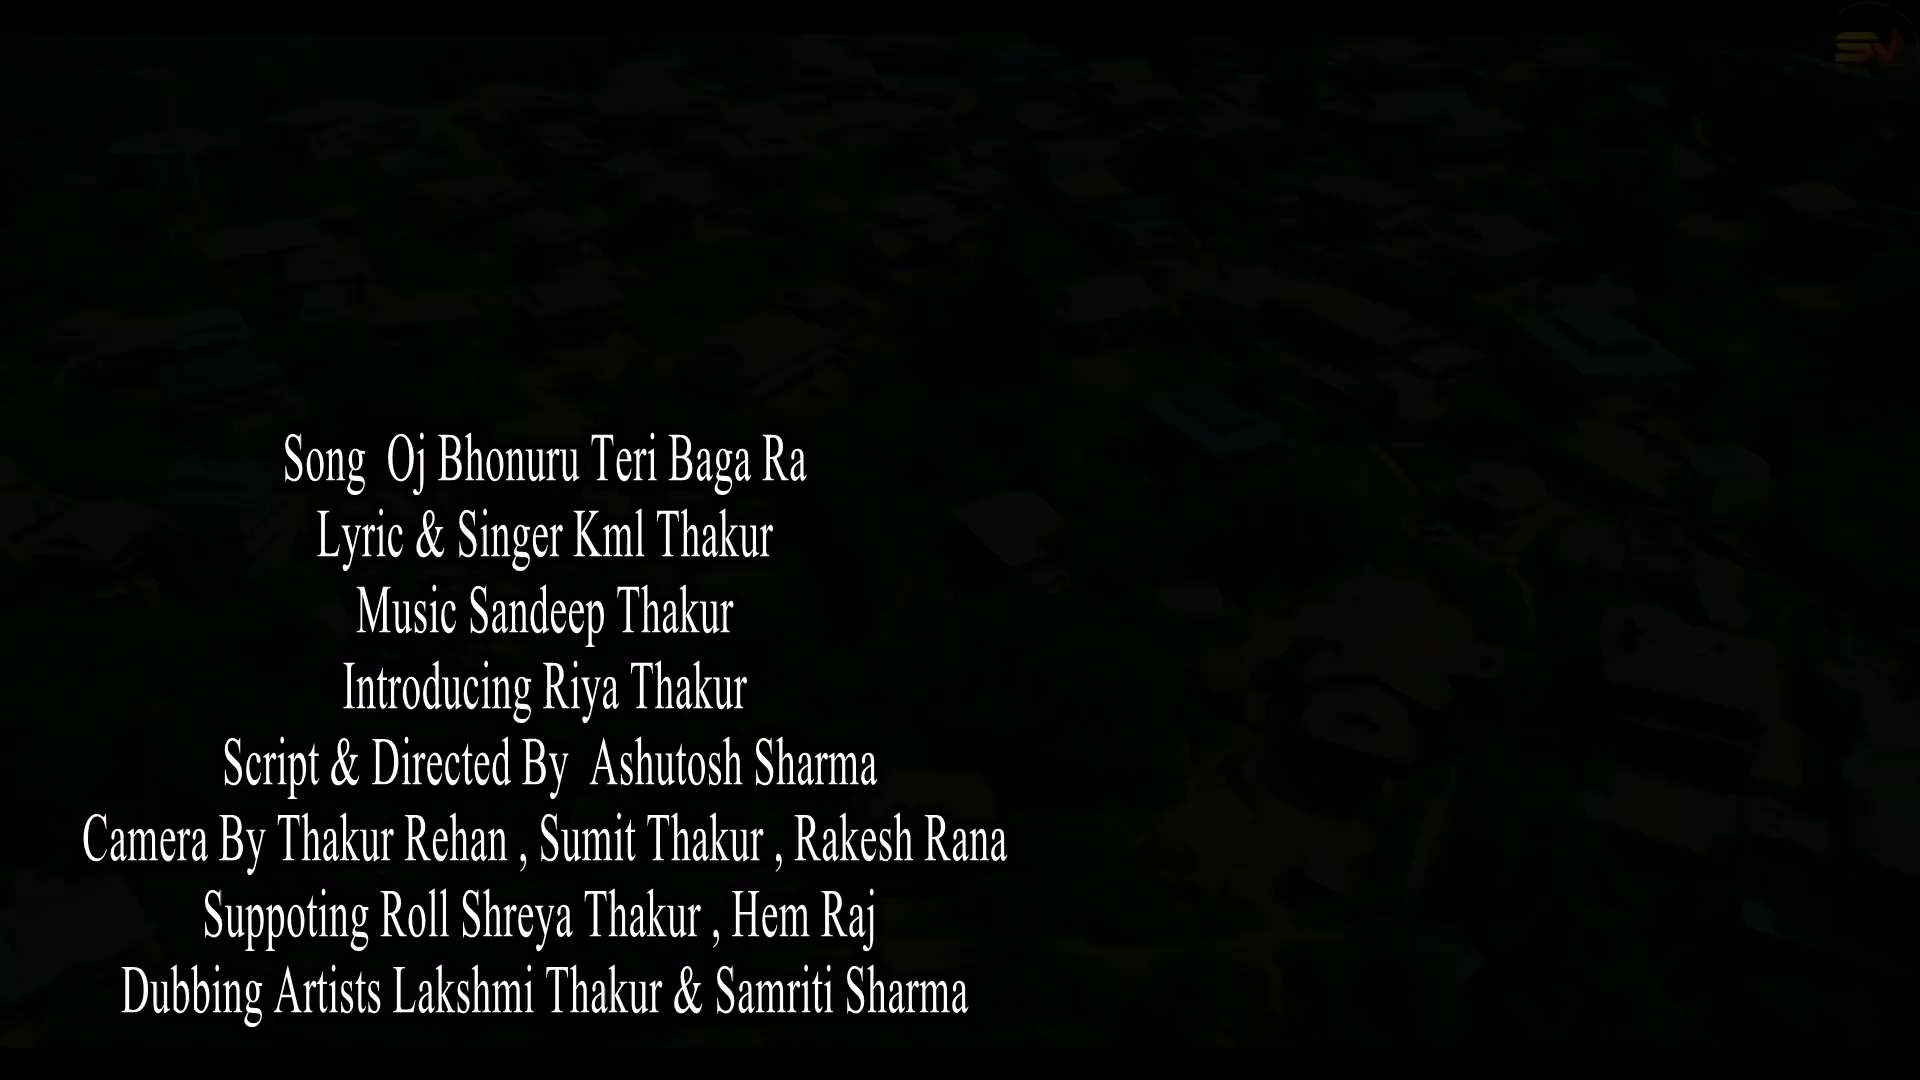 SV
Song Oj Bhonuru Teri Baga Ra
Lyric & Singer Kml Thakur
Music Sandeep Thakur
Introducing Riya Thakur
Script & Directed By Ashutosh Sharma
Camera By Thakur Rehan , Sumit Thakur , Rakesh Rana
Suppoting Roll Shreya Thakur , Hem Raj
Dubbing Artists Lakshmi Thakur & Samriti Sharma